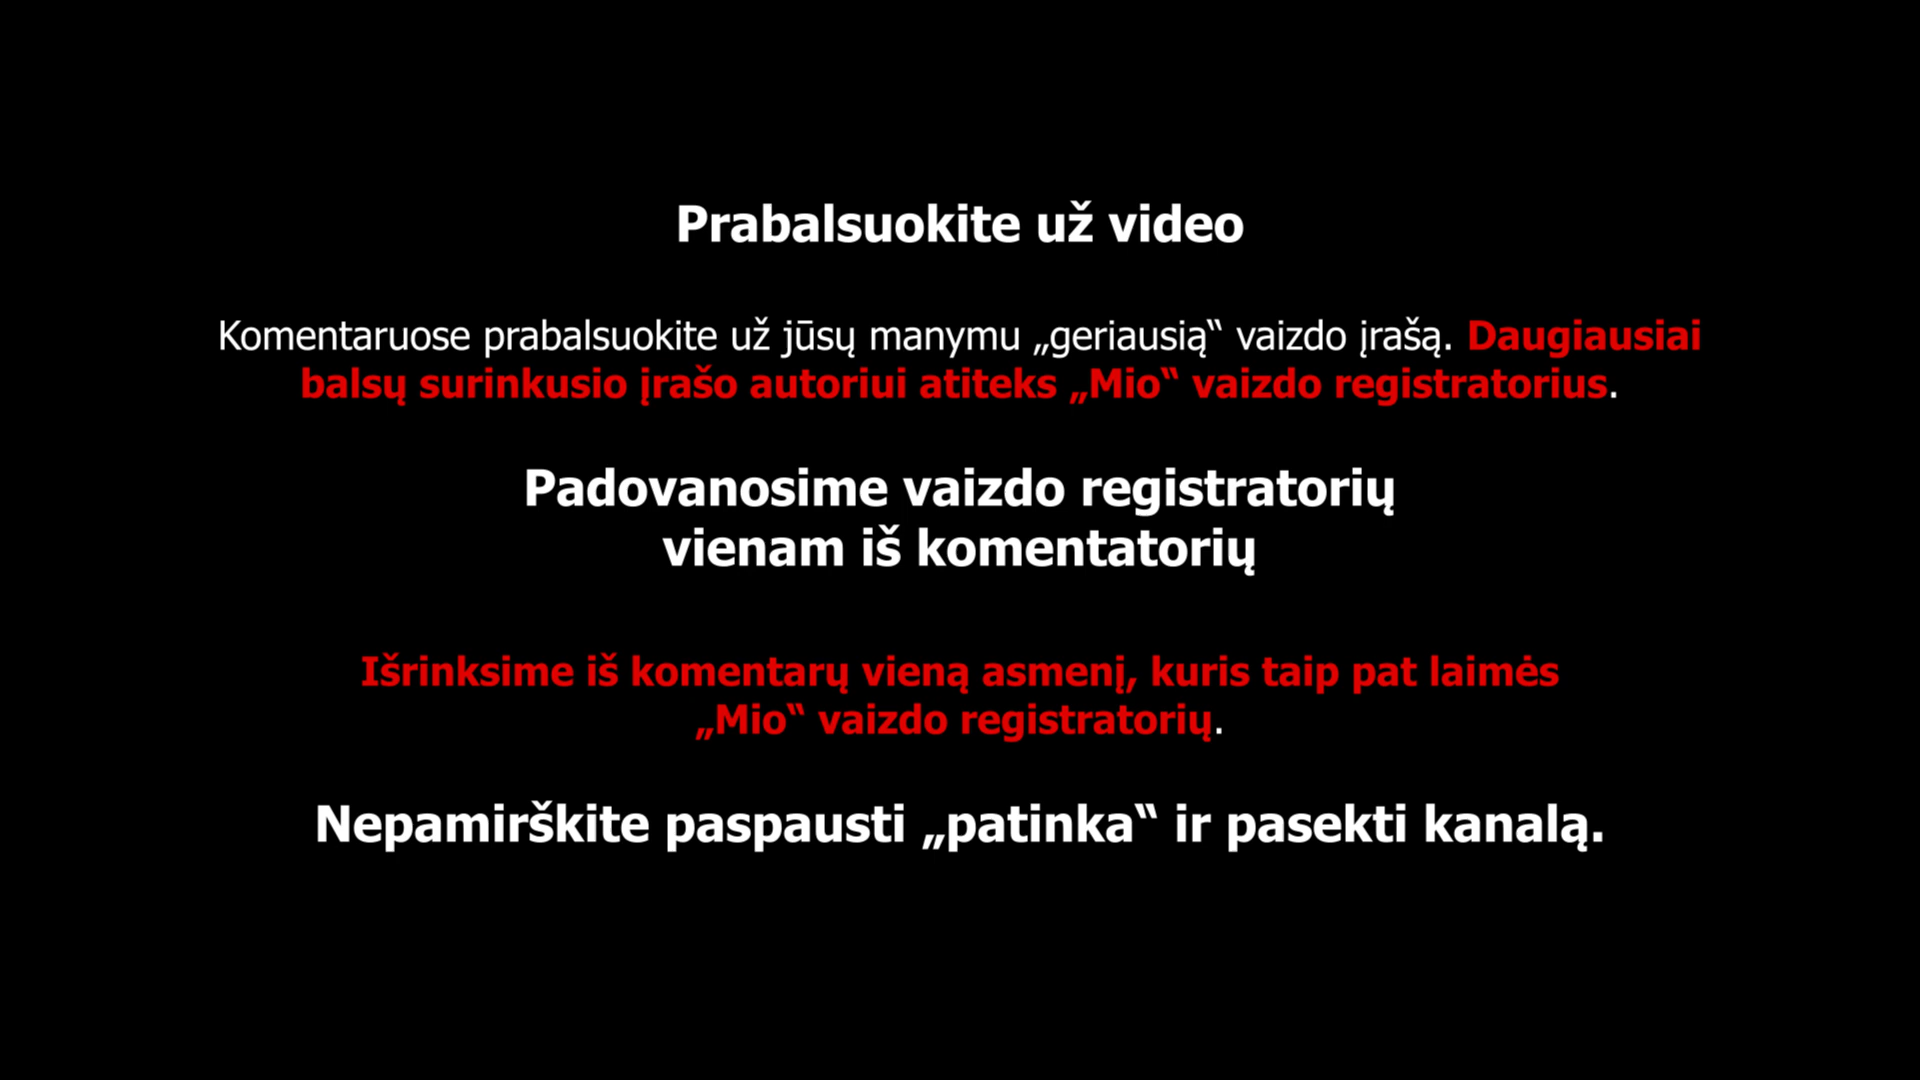 Prabalsuokite už video
Komentaruose prabalsuokite už jūsų manymu „geriausią“ vaizdo įrašą. Daugiausiai
balsų surinkusio įrašo autoriui atiteks „Mio“ vaizdo registratorius.
Padovanosime vaizdo registratorių
vienam iš komentatorių
Išrinksime iš komentarų vieną asmenį, kuris taip pat laimės
„Mio“ vaizdo registratorių.
Nepamirškite paspausti „patinka“ ir pasekti kanalą.